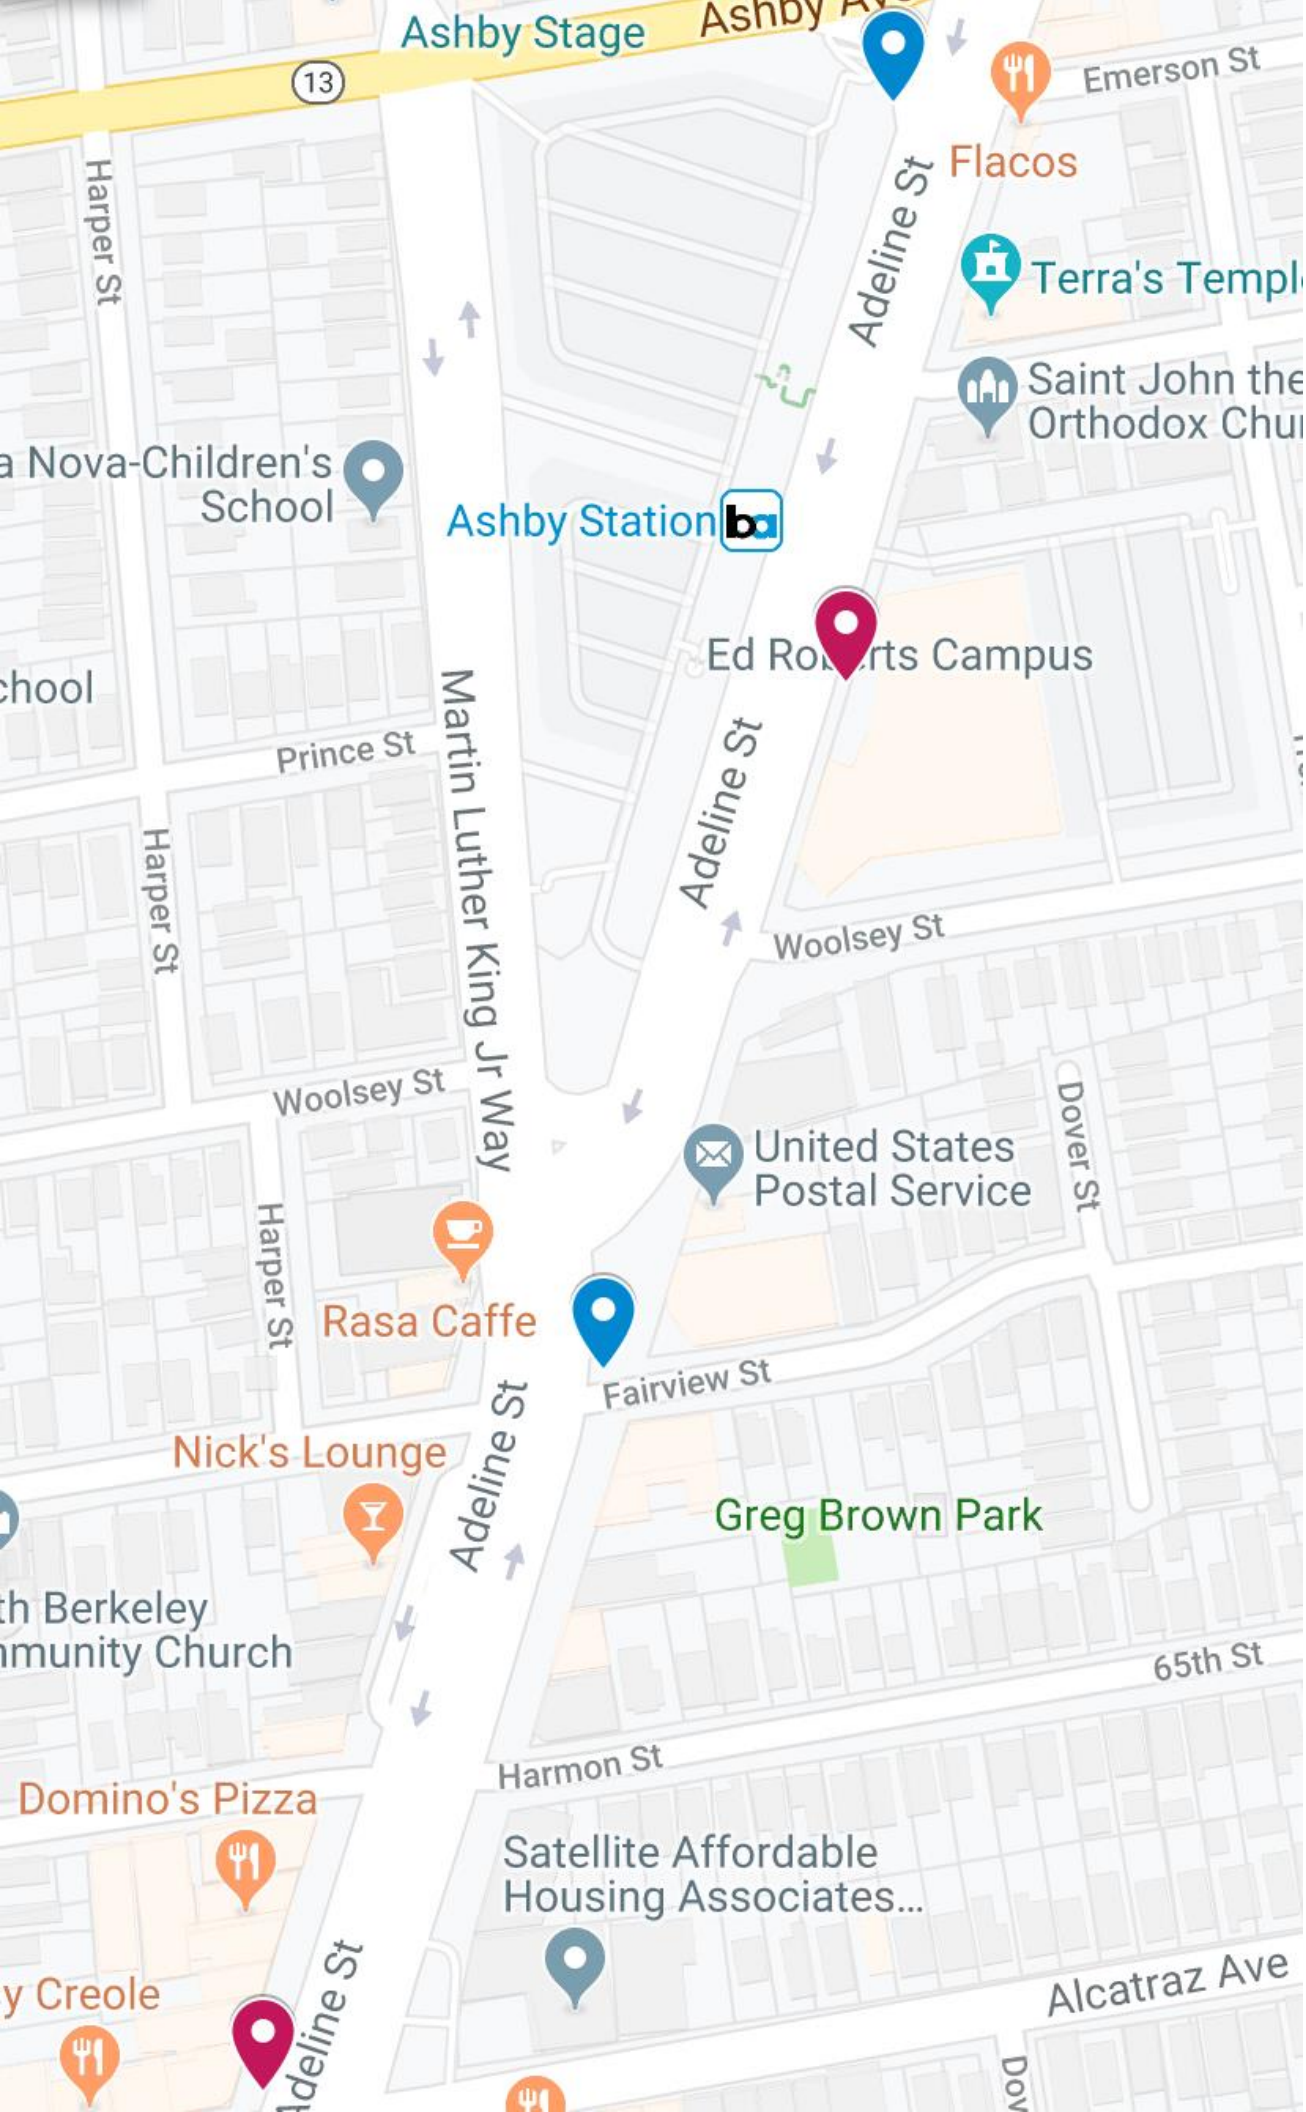 Ashby Stage
Ashby Av
13
Emerson St
Flacos
Harper St
Adeline St
Terra's Templ
Saint John the
Orthodox Chu
a Nova-Children's
School
Ashby Station
ba
Ed Roberts Campus
chool
Martin Luther King Jr Way
Prince St
Adeline St
Harper St
Woolsey St
Woolsey St
Dover St
United States
Postal Service
Harper St
Rasa Caffe
Fairview St
Adeline St
Nick's Lounge
Greg Brown Park
th Berkeley
mmunity Church
65th St
Harmon St
Domino's Pizza
Satellite Affordable
Housing Associates...
Adeline St
y Creole
Alcatraz Ave
Dov